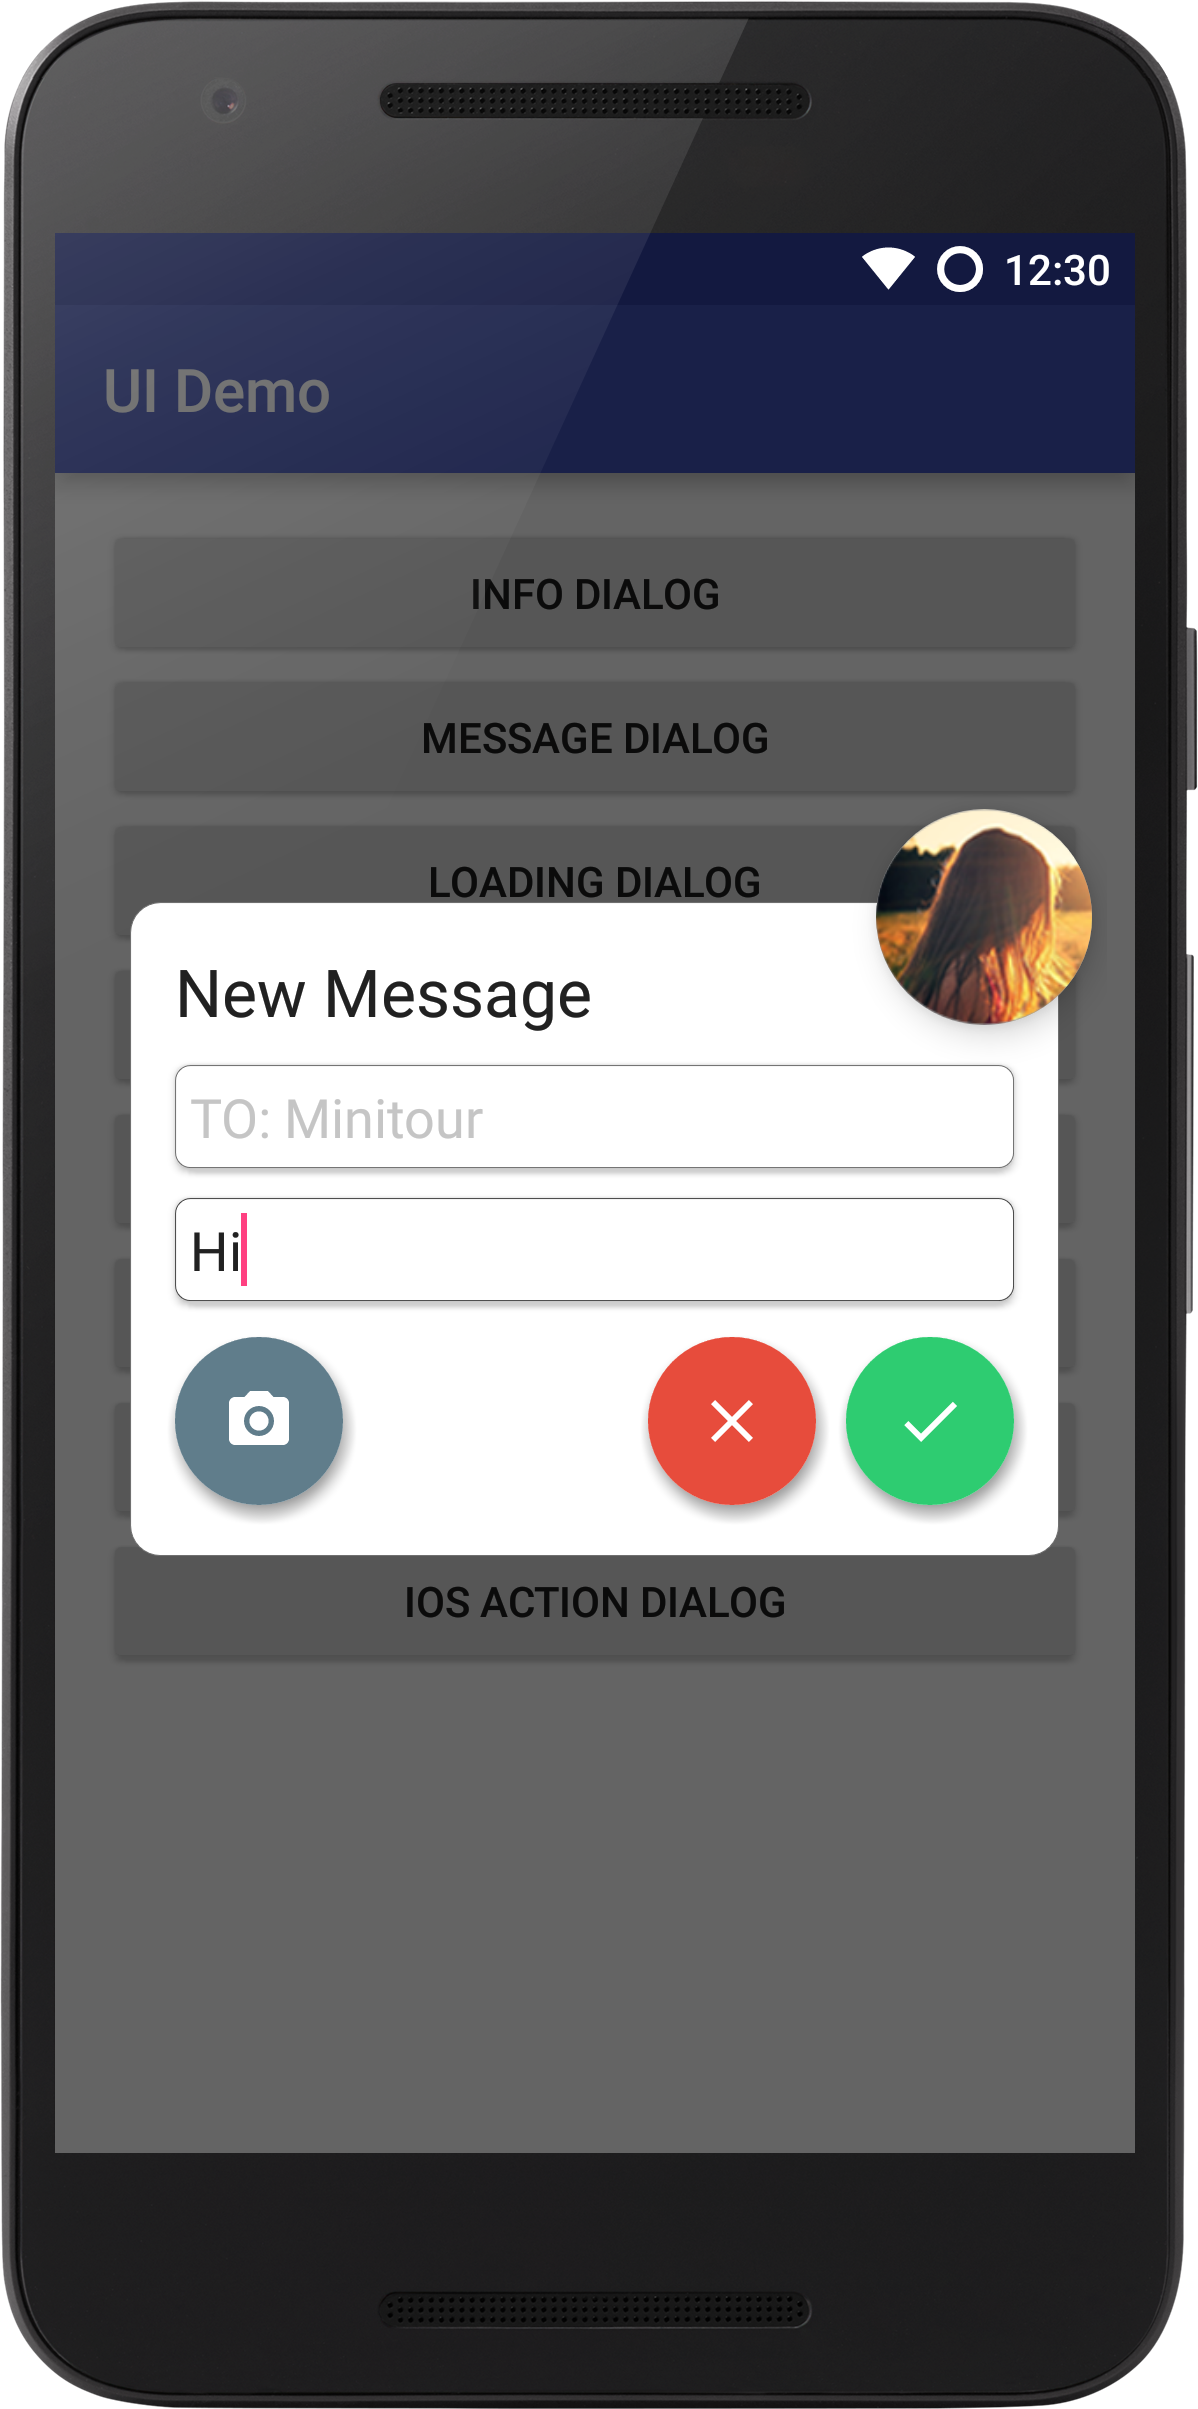 12:30
UI Demo
INFO DIALOG
MESSAGE DIALOG
LOADING DIALOG
New Message
TO: Minitour
Hi
IOS ACTION DIALOG